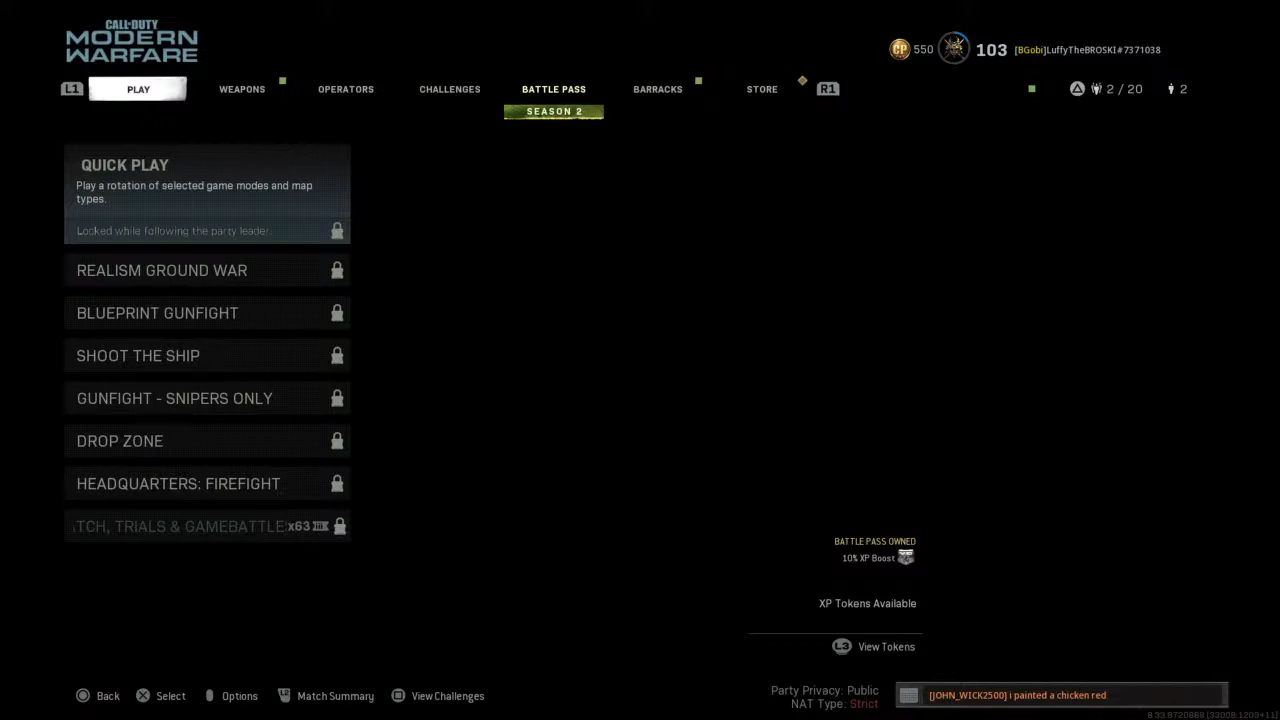 CALL OF DUTY
MODERN
WARFARE
CP 550 103 [BGobi]LuffyTheBROSKI#7371038
L1 PLAY WEAPONS OPERATORS CHALLENGES BATTLE PASS BARRACKS STORE R1 2 / 20 2
SEASON 2
QUICK PLAY
Play a rotation of selected game modes and map
types.
Locked while following the party leader.
REALISM GROUND WAR
BLUEPRINT GUNFIGHT
SHOOT THE SHIP
GUNFIGHT - SNIPERS ONLY
DROP ZONE
HEADQUARTERS: FIREFIGHT
ATCH, TRIALS & GAMEBATTLES x63
BATTLE PASS OWNED
10% XP Boost
XP Tokens Available
L3 View Tokens
Back Select Options Match Summary View Challenges
Party Privacy: Public
NAT Type: Strict
[JOHN_WICK2500] i painted a chicken red